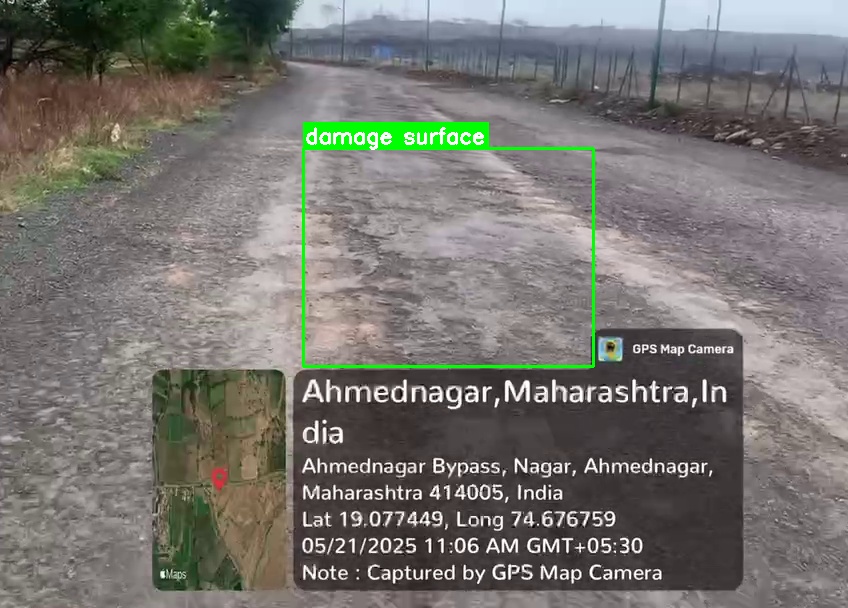 damage surface
GPS Map Camera
Ahmednagar,Maharashtra,In
dia
Ahmednagar Bypass, Nagar, Ahmednagar,
Maharashtra 414005, India
Lat 19.077449, Long 74.676759
05/21/2025 11:06 AM GMT+05:30
Note : Captured by GPS Map Camera
Maps